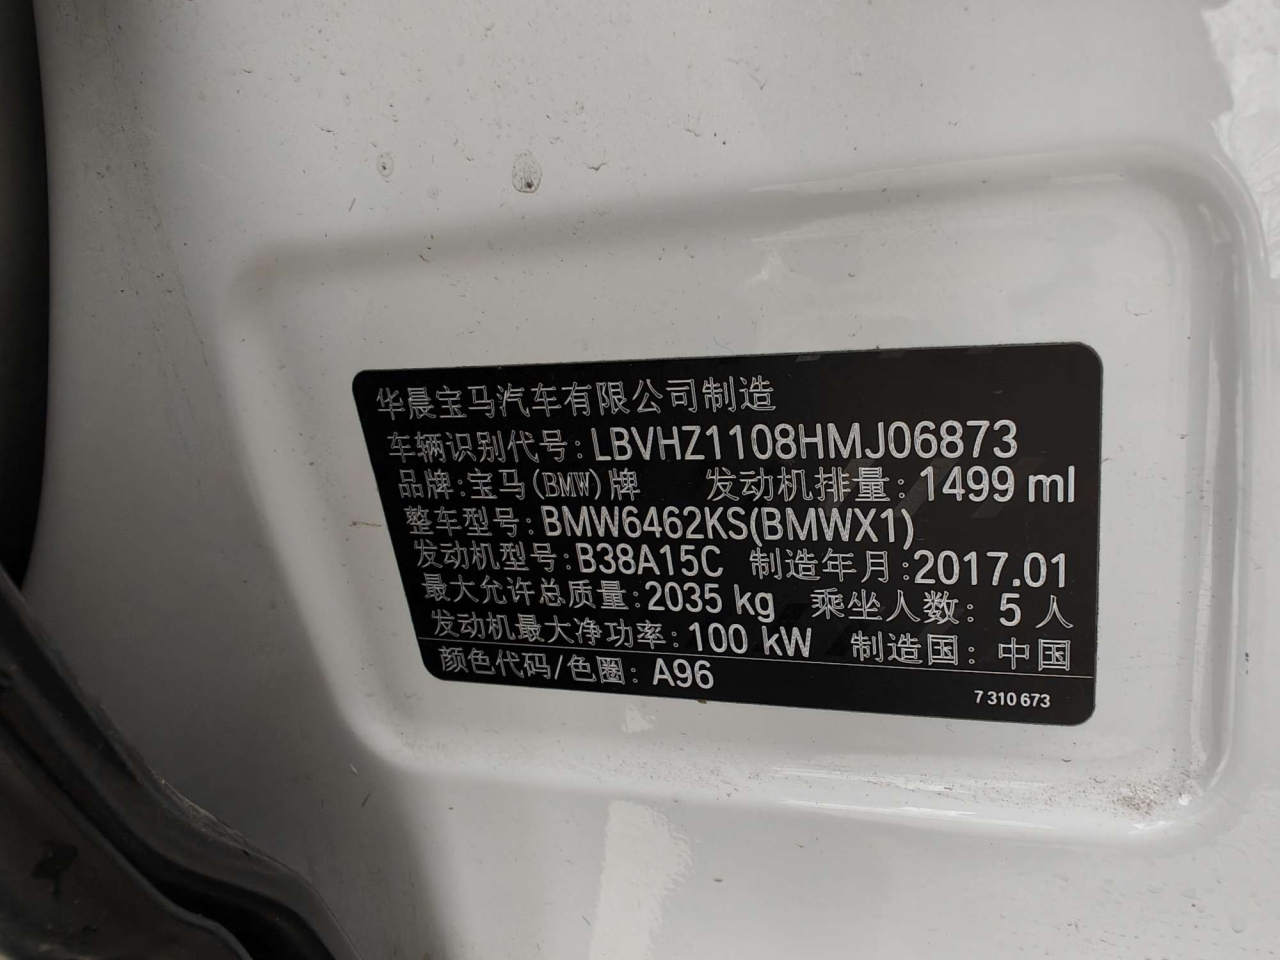 华晨宝马汽车有限公司制造
车辆识别代号: LBVHZ1108HMJ06873
品牌:宝马(BMW)牌 发动机排量: 1499 ml
整车型号: BMW6462KS(BMWX1)
发动机型号: B38A15C 制造年月:2017.01
最大允许总质量: 2035 kg 乘坐人数: 5 人
发动机最大净功率: 100 kW 制造国: 中国
颜色代码/色圈: A96
7 310 673